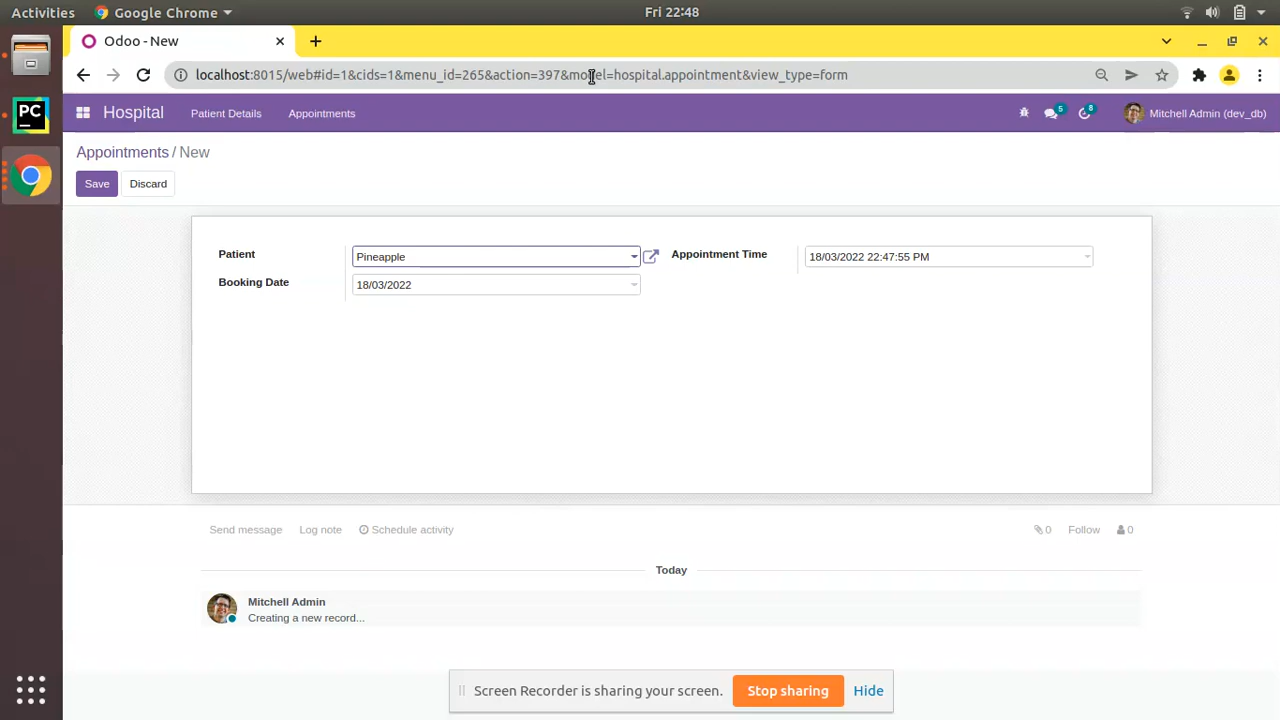 Activities Google Chrome Fri 22:48
Odoo - New
localhost:8015/web#id=1&cids=1&menu_id=265&action=397&model=hospital.appointment&view_type=form
Hospital Patient Details Appointments 5 8 Mitchell Admin (dev_db)
Appointments / New
Save Discard
Patient Pineapple Appointment Time 18/03/2022 22:47:55 PM
Booking Date 18/03/2022
Send message Log note Schedule activity 0 Follow 0
Today
Mitchell Admin
Creating a new record...
Screen Recorder is sharing your screen. Stop sharing Hide
PC